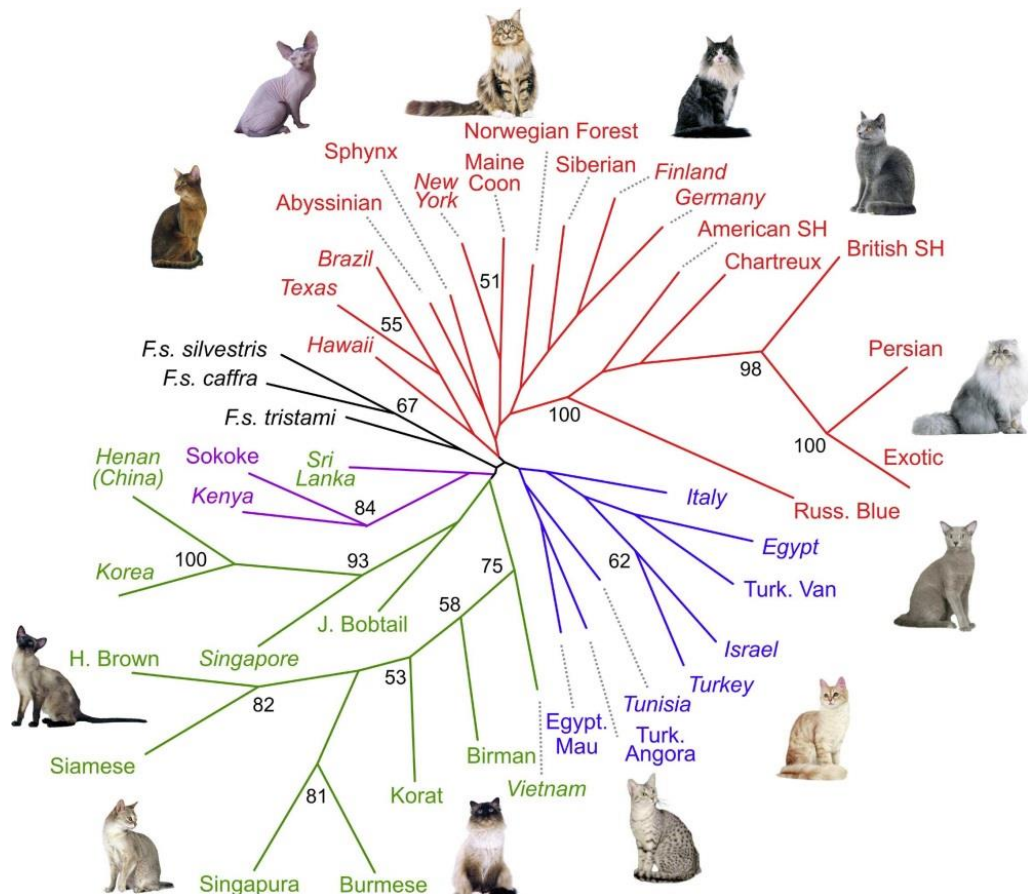 Norwegian Forest
Sphynx
Maine
Coon
Siberian
New
York
Finland
Germany
Abyssinian
American SH
British SH
Chartreux
Brazil
Texas
51
55
Hawaii
F.s. silvestris
F.s. caffra
F.s. tristami
67
100
98
Persian
100
Exotic
Henan
(China)
Sokoke
Sri
Lanka
Kenya
84
Italy
Russ. Blue
Egypt
100
93
75
62
Korea
Turk. Van
58
J. Bobtail
H. Brown
Singapore
53
Israel
Turkey
82
Tunisia
Egypt.
Mau
Turk.
Angora
Siamese
Birman
Vietnam
81
Korat
Singapura
Burmese